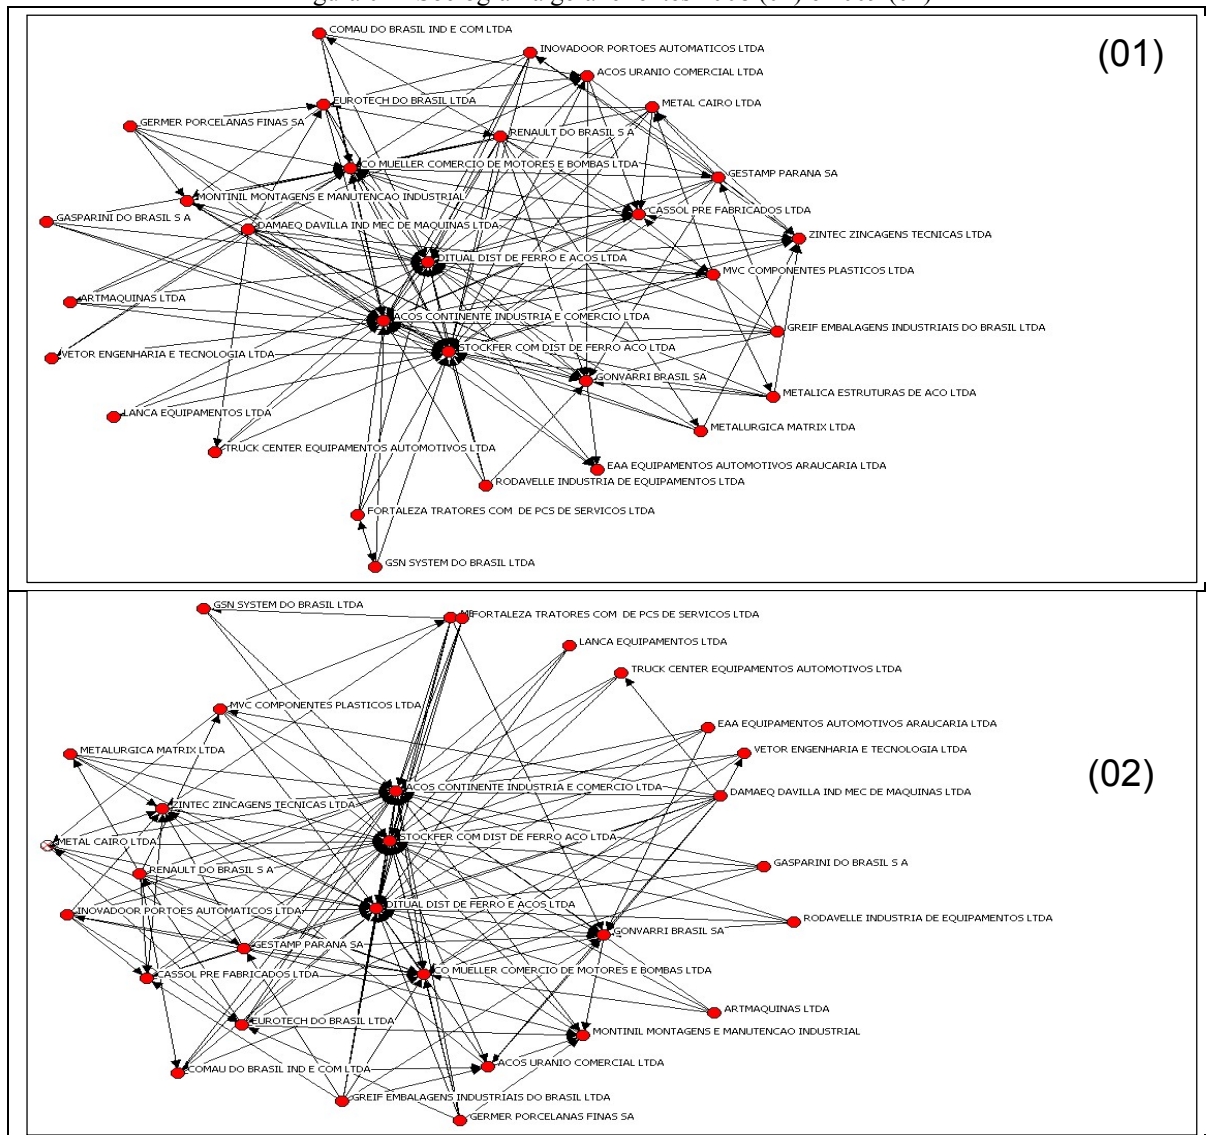 (01)
COMAU DO BRASIL IND E COM LTDA
INOVADOOR PORTOES AUTOMATICOS LTDA
ACOS URANIO COMERCIAL LTDA
EUROTECH DO BRASIL LTDA
METAL CAIRO LTDA
GERMER PORCELANAS FINAS SA
RENAULT DO BRASIL S A
CO MUELLER COMERCIO DE MOTORES E BOMBAS LTDA
GESTAMP PARANA SA
MONTINIL MONTAGENS E MANUTENCAO INDUSTRIAL
CASSOL PRE FABRICADOS LTDA
GASPARINI DO BRASIL S A
DAMAEQ DAVILLA IND MEC DE MAQUINAS LTDA
ZINTEC ZINCAGENS TECNICAS LTDA
DITUAL DIST DE FERRO E ACOS LTDA
MVC COMPONENTES PLASTICOS LTDA
ARTMAQUINAS LTDA
ACOS CONTINENTE INDUSTRIA E COMERCIO LTDA
GREIF EMBALAGENS INDUSTRIAIS DO BRASIL LTDA
STOCKFER COM DIST DE FERRO ACO LTDA
VETOR ENGENHARIA E TECNOLOGIA LTDA
GONVARRI BRASIL SA
METALICA ESTRUTURAS DE ACO LTDA
LANCA EQUIPAMENTOS LTDA
METALURGICA MATRIX LTDA
TRUCK CENTER EQUIPAMENTOS AUTOMOTIVOS LTDA
EAA EQUIPAMENTOS AUTOMOTIVOS ARAUCARIA LTDA
RODAVELLE INDUSTRIA DE EQUIPAMENTOS LTDA
FORTALEZA TRATORES COM DE PCS DE SERVICOS LTDA
GSN SYSTEM DO BRASIL LTDA
(02)
GSN SYSTEM DO BRASIL LTDA
FORTALEZA TRATORES COM DE PCS DE SERVICOS LTDA
LANCA EQUIPAMENTOS LTDA
TRUCK CENTER EQUIPAMENTOS AUTOMOTIVOS LTDA
MVC COMPONENTES PLASTICOS LTDA
EAA EQUIPAMENTOS AUTOMOTIVOS ARAUCARIA LTDA
METALURGICA MATRIX LTDA
VETOR ENGENHARIA E TECNOLOGIA LTDA
ACOS CONTINENTE INDUSTRIA E COMERCIO LTDA
DAMAEQ DAVILLA IND MEC DE MAQUINAS LTDA
ZINTEC ZINCAGENS TECNICAS LTDA
STOCKFER COM DIST DE FERRO ACO LTDA
METAL CAIRO LTDA
GASPARINI DO BRASIL S A
RENAULT DO BRASIL S A
DITUAL DIST DE FERRO E ACOS LTDA
INOVADOOR PORTOES AUTOMATICOS LTDA
RODAVELLE INDUSTRIA DE EQUIPAMENTOS LTDA
GONVARRI BRASIL SA
GESTAMP PARANA SA
CASSOL PRE FABRICADOS LTDA
CO MUELLER COMERCIO DE MOTORES E BOMBAS LTDA
ARTMAQUINAS LTDA
EUROTECH DO BRASIL LTDA
MONTINIL MONTAGENS E MANUTENCAO INDUSTRIAL
ACOS URANIO COMERCIAL LTDA
COMAU DO BRASIL IND E COM LTDA
GREIF EMBALAGENS INDUSTRIAIS DO BRASIL LTDA
GERMER PORCELANAS FINAS SA